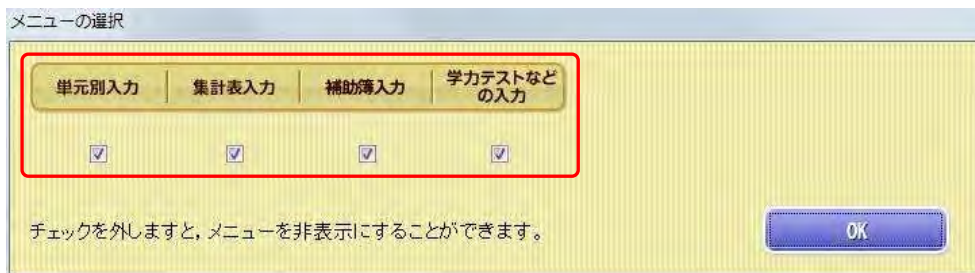 メニューの選択
単元別入力
集計表入力
補助簿入力
学力テストなど
の入力
チェックを外しますと,メニューを非表示にすることができます。
OK